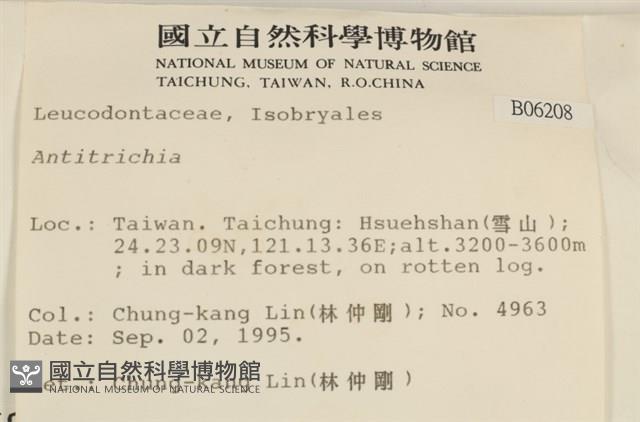 國立自然科學博物館
NATIONAL MUSEUM OF NATURAL SCIENCE
TAICHUNG, TAIWAN, R.O.CHINA
B06208
Leucodontaceae, Isobryales
Antitrichia
Loc.: Taiwan. Taichung: Hsuehshan(雪山);
24.23.09N,121.13.36E;alt.3200-3600m
; in dark forest, on rotten log.
Col.: Chung-kang Lin(林仲剛); No. 4963
Date: Sep. 02, 1995.
Det.: Chung-kang Lin(林仲剛)
國立自然科學博物館
NATIONAL MUSEUM OF NATURAL SCIENCE